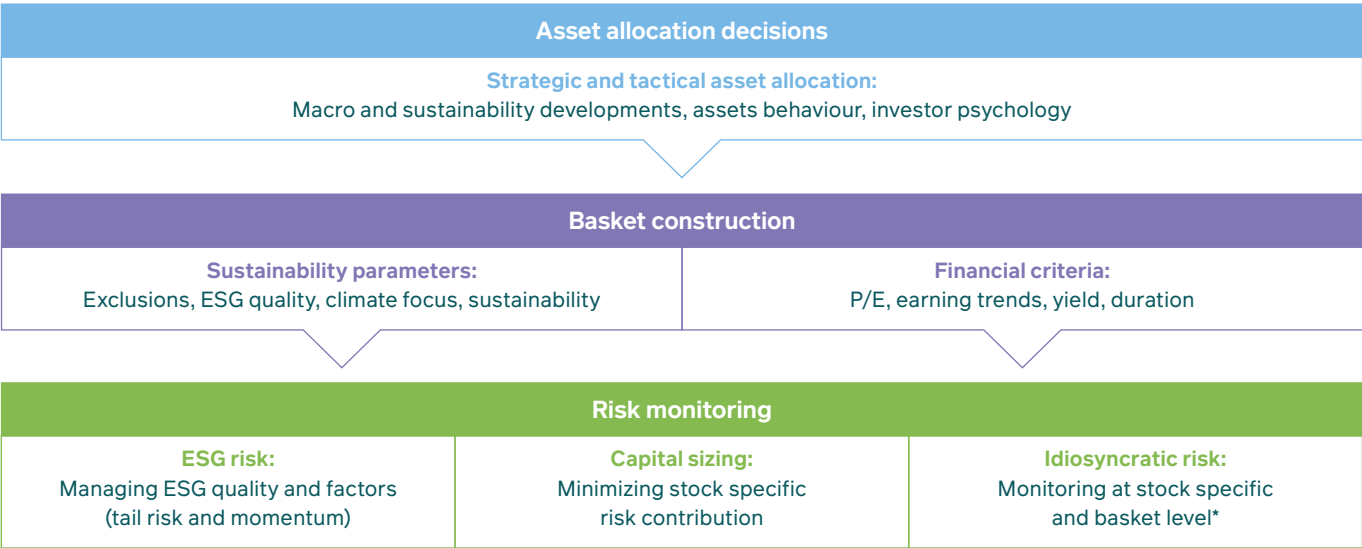 Asset allocation decisions
Strategic and tactical asset allocation:
Macro and sustainability developments, assets behaviour, investor psychology
Basket construction
Sustainability parameters:
Exclusions, ESG quality, climate focus, sustainability
Financial criteria:
P/E, earning trends, yield, duration
Risk monitoring
ESG risk:
Managing ESG quality and factors
(tail risk and momentum)
Capital sizing:
Minimizing stock specific
risk contribution
Idiosyncratic risk:
Monitoring at stock specific
and basket level*